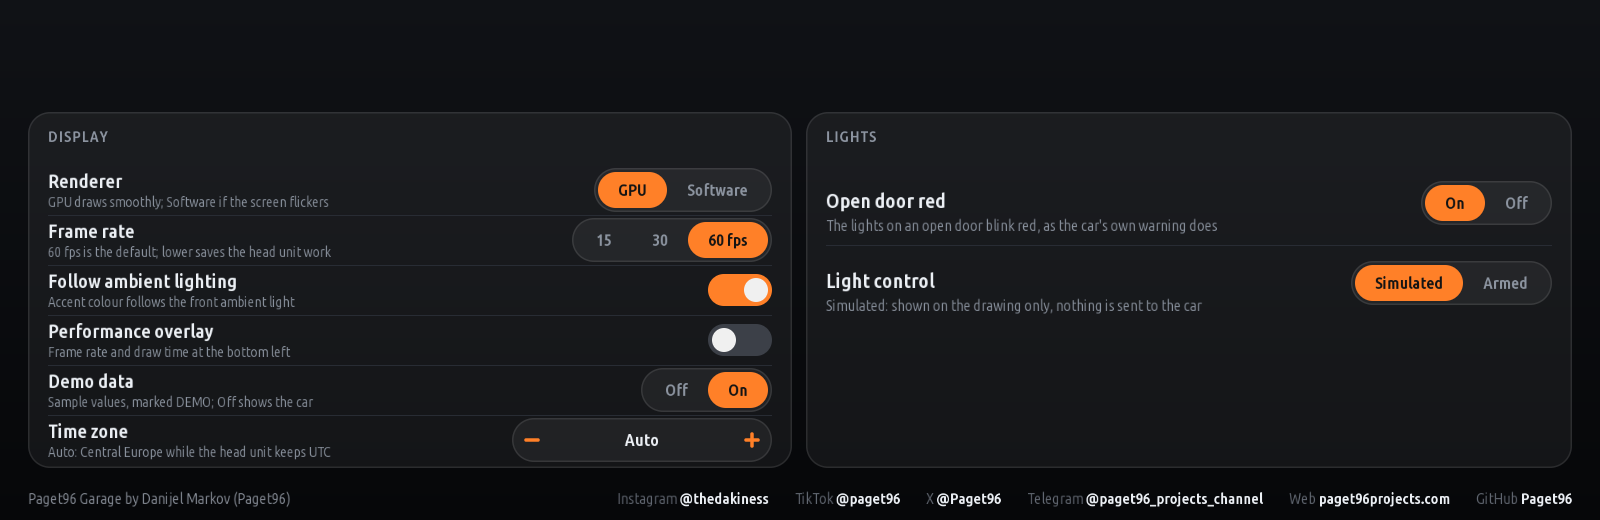 DISPLAY
Renderer
GPU draws smoothly; Software if the screen flickers
GPU Software
Frame rate
60 fps is the default; lower saves the head unit work
15 30 60 fps
Follow ambient lighting
Accent colour follows the front ambient light
Performance overlay
Frame rate and draw time at the bottom left
Demo data
Sample values, marked DEMO; Off shows the car
Off On
Time zone
Auto: Central Europe while the head unit keeps UTC
− Auto +
LIGHTS
Open door red
The lights on an open door blink red, as the car's own warning does
On Off
Light control
Simulated: shown on the drawing only, nothing is sent to the car
Simulated Armed
Paget96 Garage by Danijel Markov (Paget96)
Instagram @thedakiness TikTok @paget96 X @Paget96 Telegram @paget96_projects_channel Web paget96projects.com GitHub Paget96